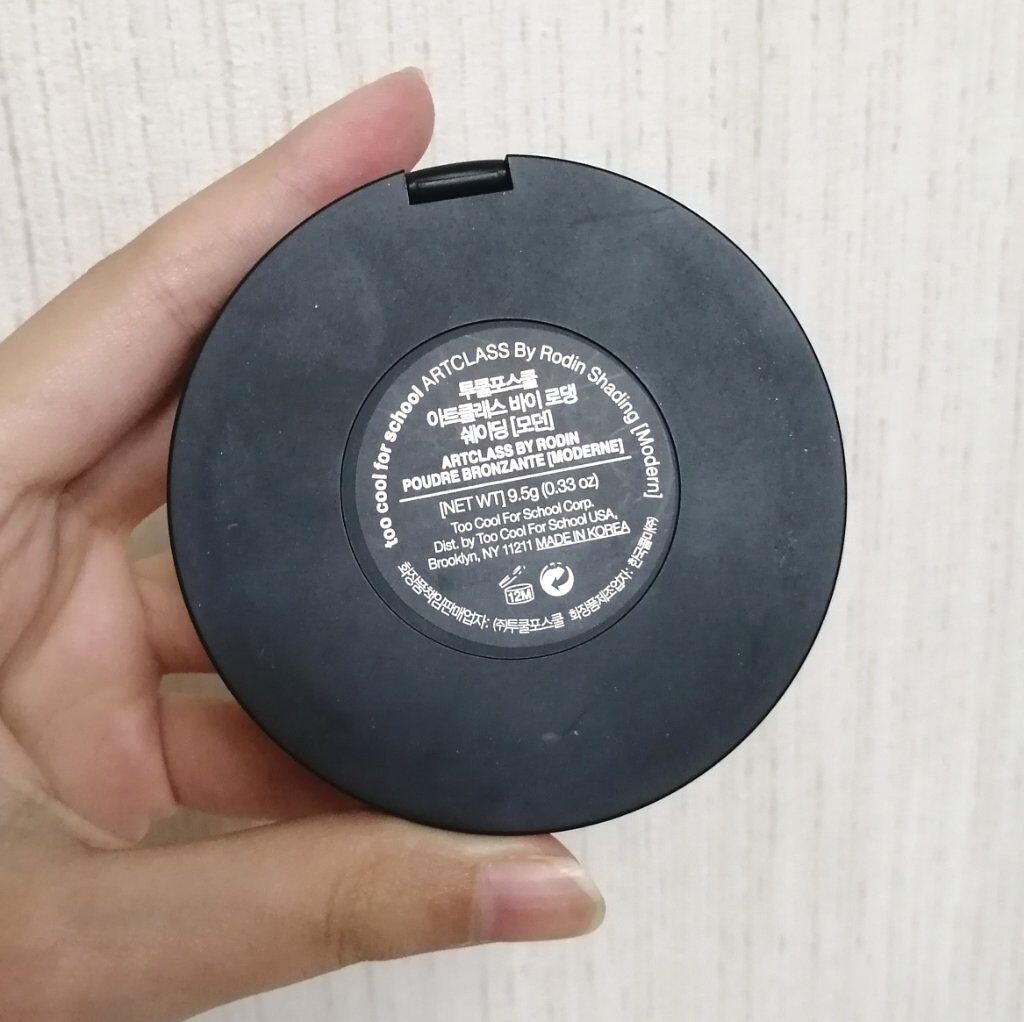 too cool for school ARTCLASS By Rodin Shading [Modern]
투쿨포스쿨
아트클래스 바이 로댕
쉐이딩 [모던]
ARTCLASS BY RODIN
POUDRE BRONZANTE [MODERNE]
[NET WT] 9.5g (0.33 oz)
Too Cool For School Corp.
Dist. by Too Cool For School USA,
Brooklyn, NY 11211 MADE IN KOREA
12M
화장품책임판매업자: (주)투쿨포스쿨 화장품제조업자: 한국콜마(주)